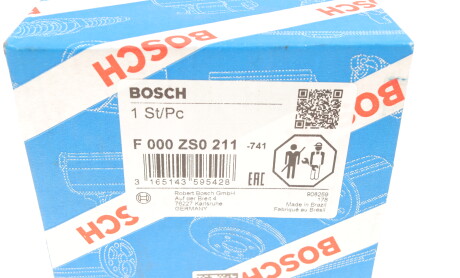 BOSCH
BOSCH
BOSCH
1 St/Pc
F 000 ZS0 211 -741
3 165143 595428
EAC
Robert Bosch GmbH
Auf der Breit 4
76227 Karlsruhe
GERMANY
Made in Brazil
Fabriqué au Brésil
BOSCH